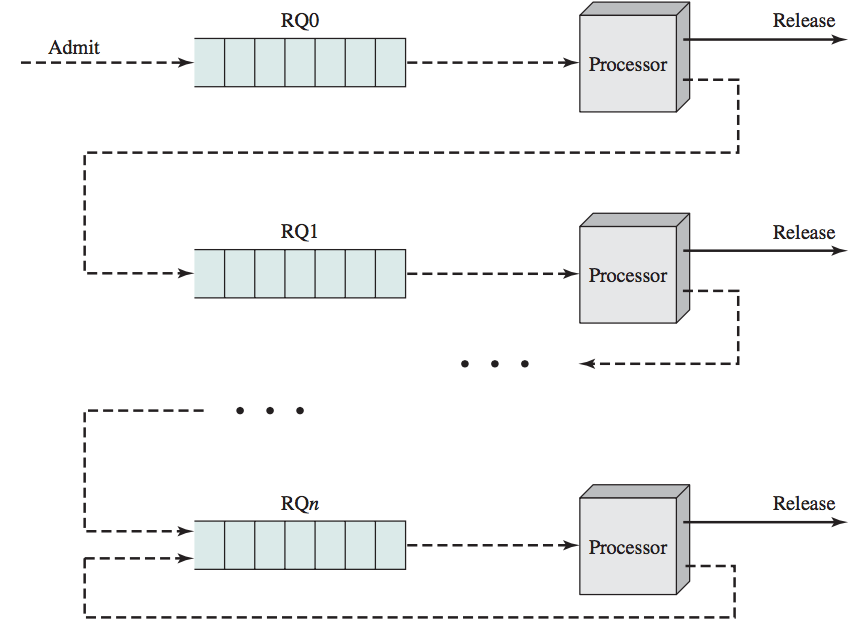 RQ0
Release
Admit
Processor
RQ1
Release
Processor
RQn
Release
Processor